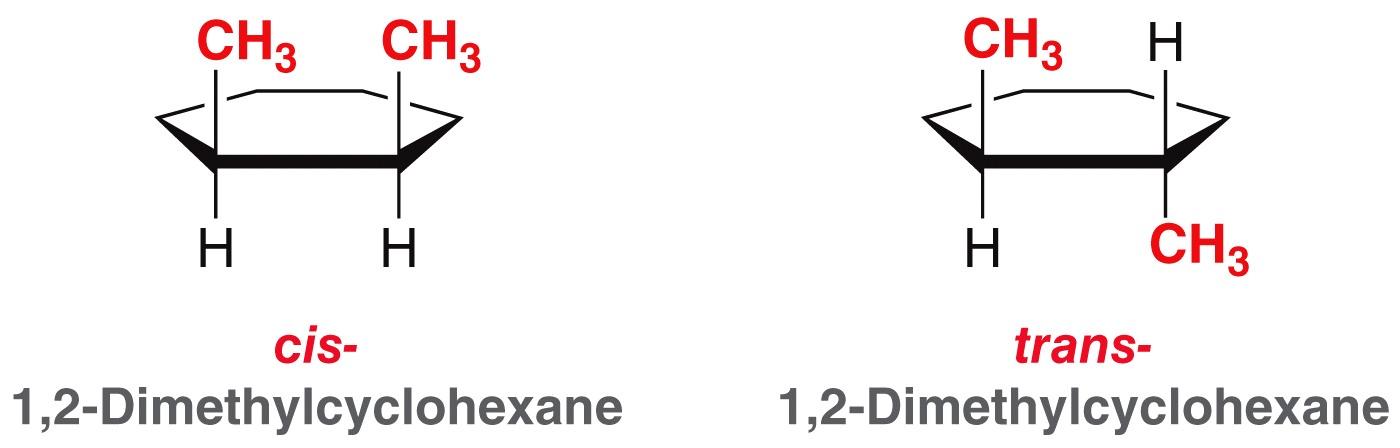 CH3 CH3 CH3 H
H H H CH3
cis- trans-
1,2-Dimethylcyclohexane 1,2-Dimethylcyclohexane